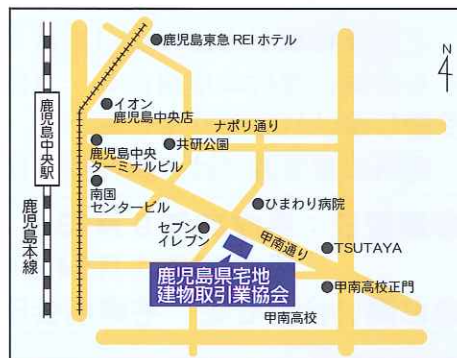 鹿児島東急 REI ホテル
N
イオン
鹿児島中央店
ナポリ通り
鹿児島中央駅
鹿児島中央
ターミナルビル
共研公園
南国
センタービル
ひまわり病院
鹿児島本線
セブン
イレブン
甲南通り
TSUTAYA
鹿児島県宅地
建物取引業協会
甲南高校正門
甲南高校